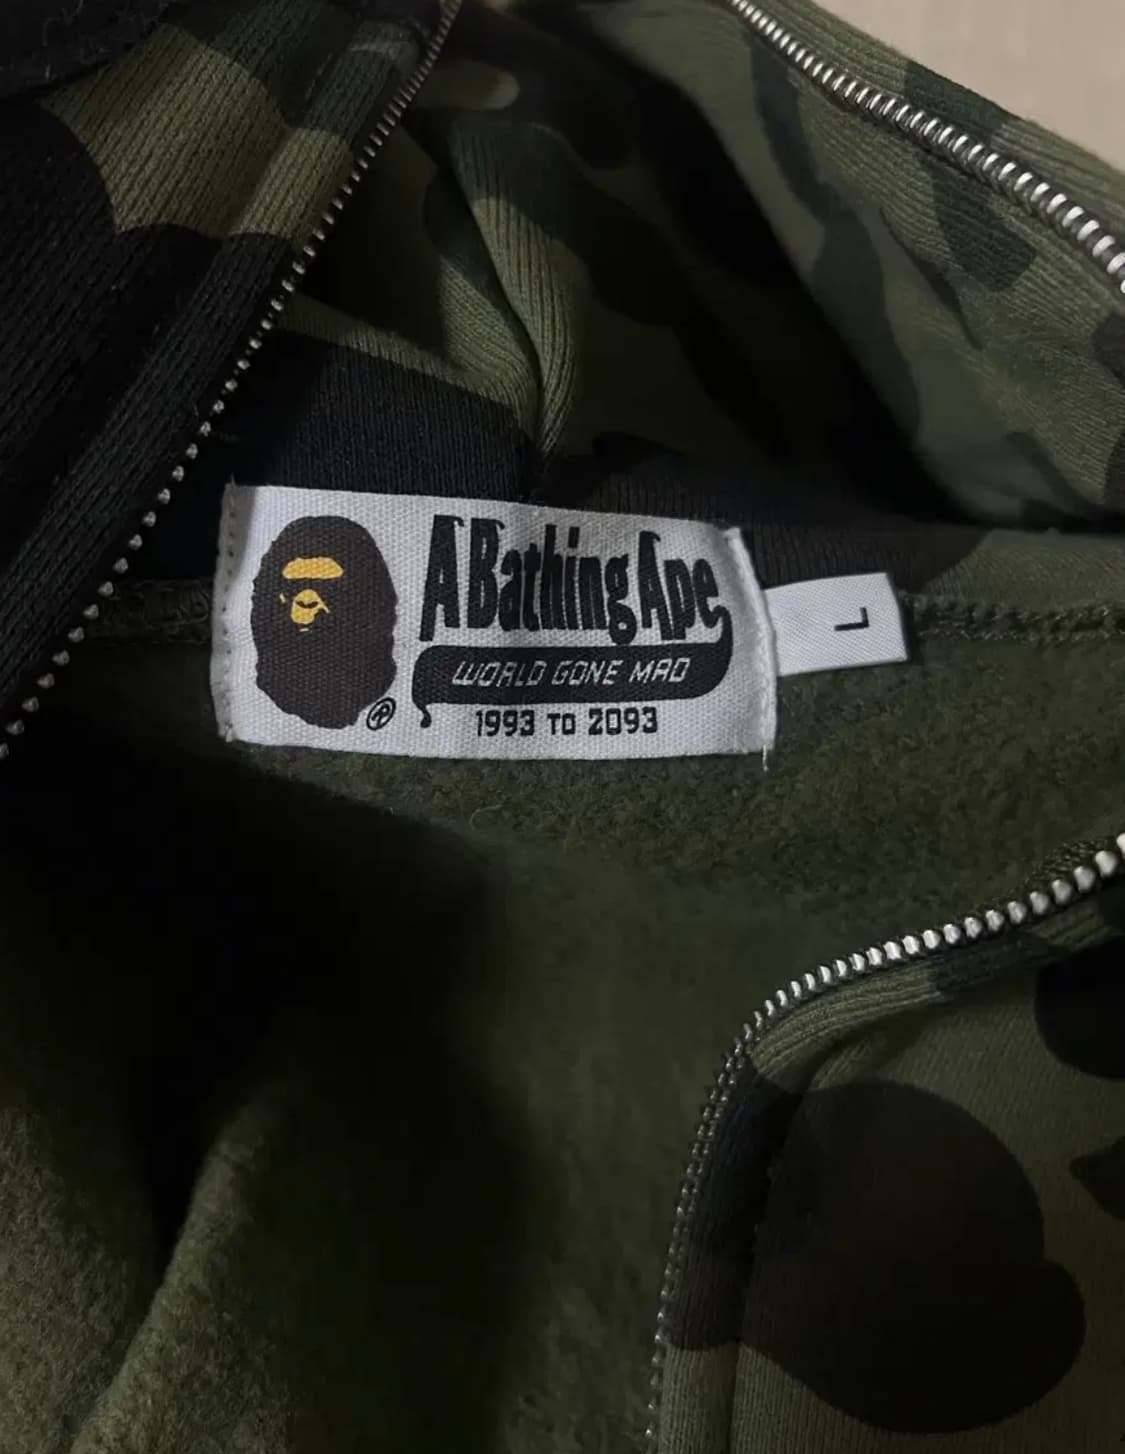 A Bathing Ape
WORLD GONE MAD
1993 TO 2093
®
L